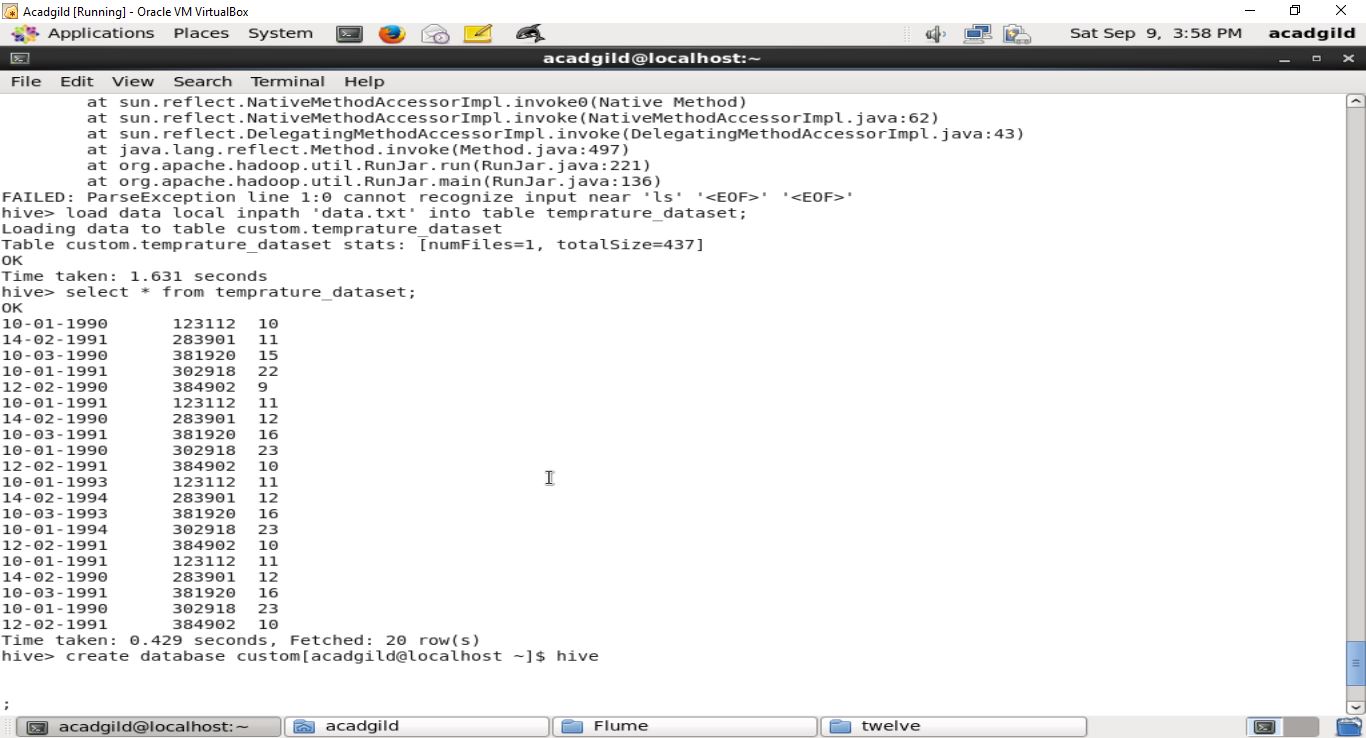 Acadgild [Running] - Oracle VM VirtualBox
Applications Places System Sat Sep 9, 3:58 PM acadgild
acadgild@localhost:~
File Edit View Search Terminal Help
at sun.reflect.NativeMethodAccessorImpl.invoke0(Native Method)
at sun.reflect.NativeMethodAccessorImpl.invoke(NativeMethodAccessorImpl.java:62)
at sun.reflect.DelegatingMethodAccessorImpl.invoke(DelegatingMethodAccessorImpl.java:43)
at java.lang.reflect.Method.invoke(Method.java:497)
at org.apache.hadoop.util.RunJar.run(RunJar.java:221)
at org.apache.hadoop.util.RunJar.main(RunJar.java:136)
FAILED: ParseException line 1:0 cannot recognize input near 'ls' '<EOF>' '<EOF>'
hive> load data local inpath 'data.txt' into table temprature_dataset;
Loading data to table custom.temprature_dataset
Table custom.temprature_dataset stats: [numFiles=1, totalSize=437]
OK
Time taken: 1.631 seconds
hive> select * from temprature_dataset;
OK
10-01-1990 123112 10
14-02-1991 283901 11
10-03-1990 381920 15
10-01-1991 302918 22
12-02-1990 384902 9
10-01-1991 123112 11
14-02-1990 283901 12
10-03-1991 381920 16
10-01-1990 302918 23
12-02-1991 384902 10
10-01-1993 123112 11
14-02-1994 283901 12
10-03-1993 381920 16
10-01-1994 302918 23
12-02-1991 384902 10
10-01-1991 123112 11
14-02-1990 283901 12
10-03-1991 381920 16
10-01-1990 302918 23
12-02-1991 384902 10
Time taken: 0.429 seconds, Fetched: 20 row(s)
hive> create database custom[acadgild@localhost ~]$ hive
;
acadgild@localhost:~ acadgild Flume twelve